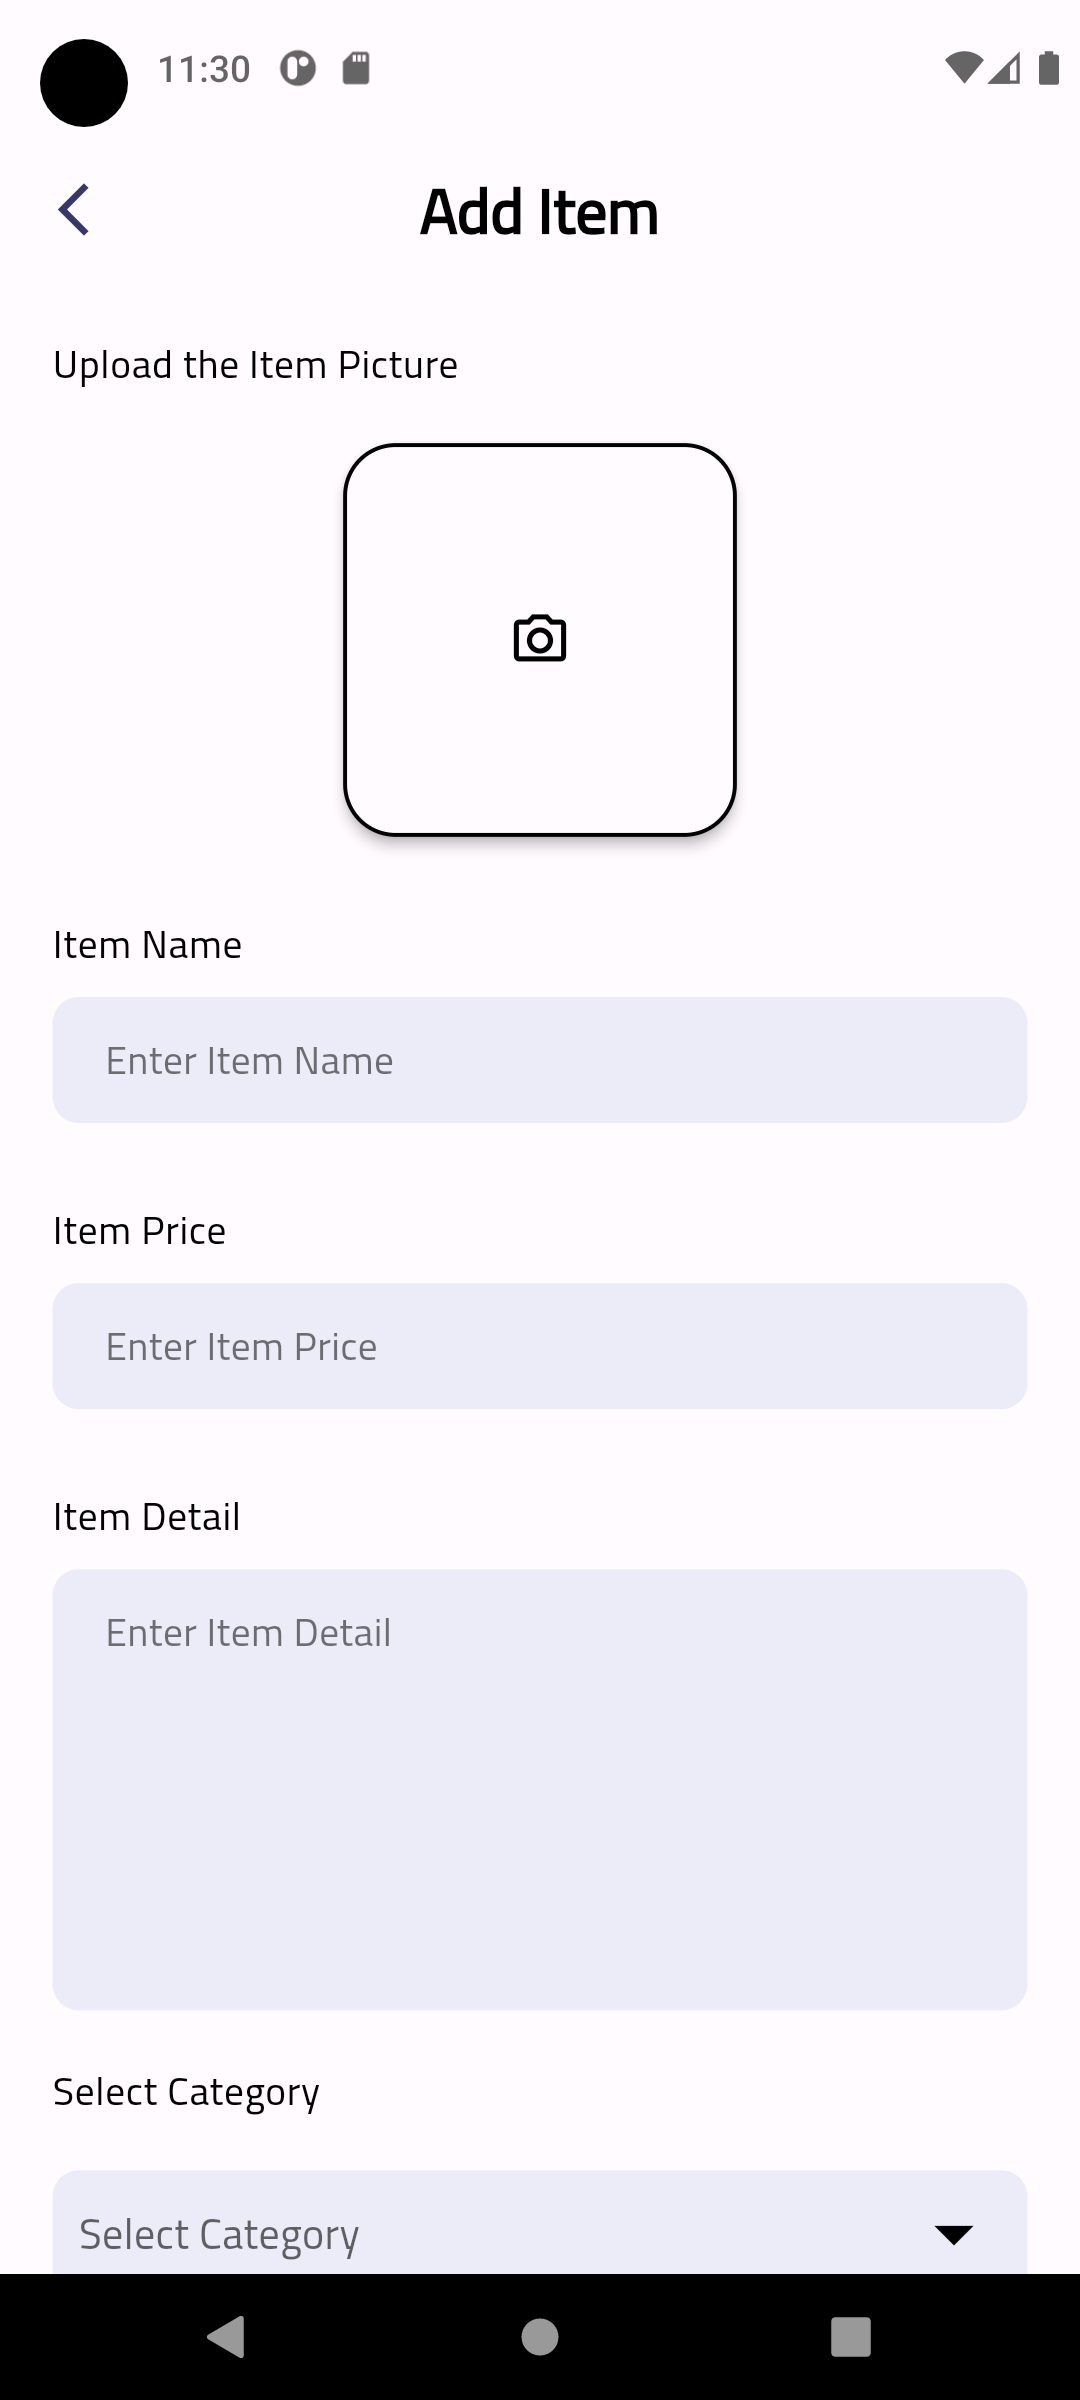 11:30
Add Item
Upload the Item Picture
Item Name
Enter Item Name
Item Price
Enter Item Price
Item Detail
Enter Item Detail
Select Category
Select Category